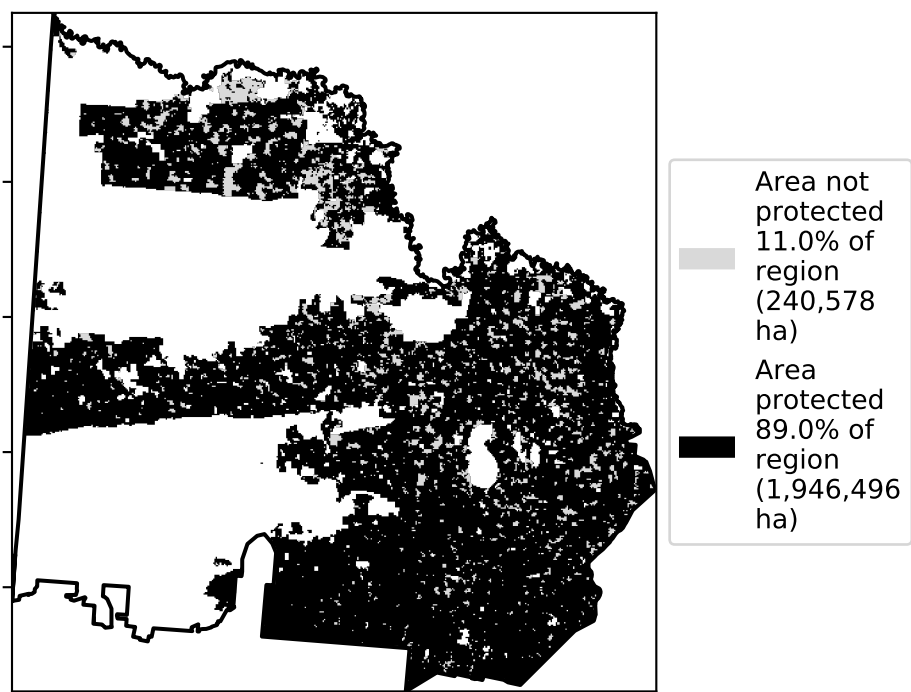 Area not
protected
11.0% of
region
(240,578
ha)
Area
protected
89.0% of
region
(1,946,496
ha)